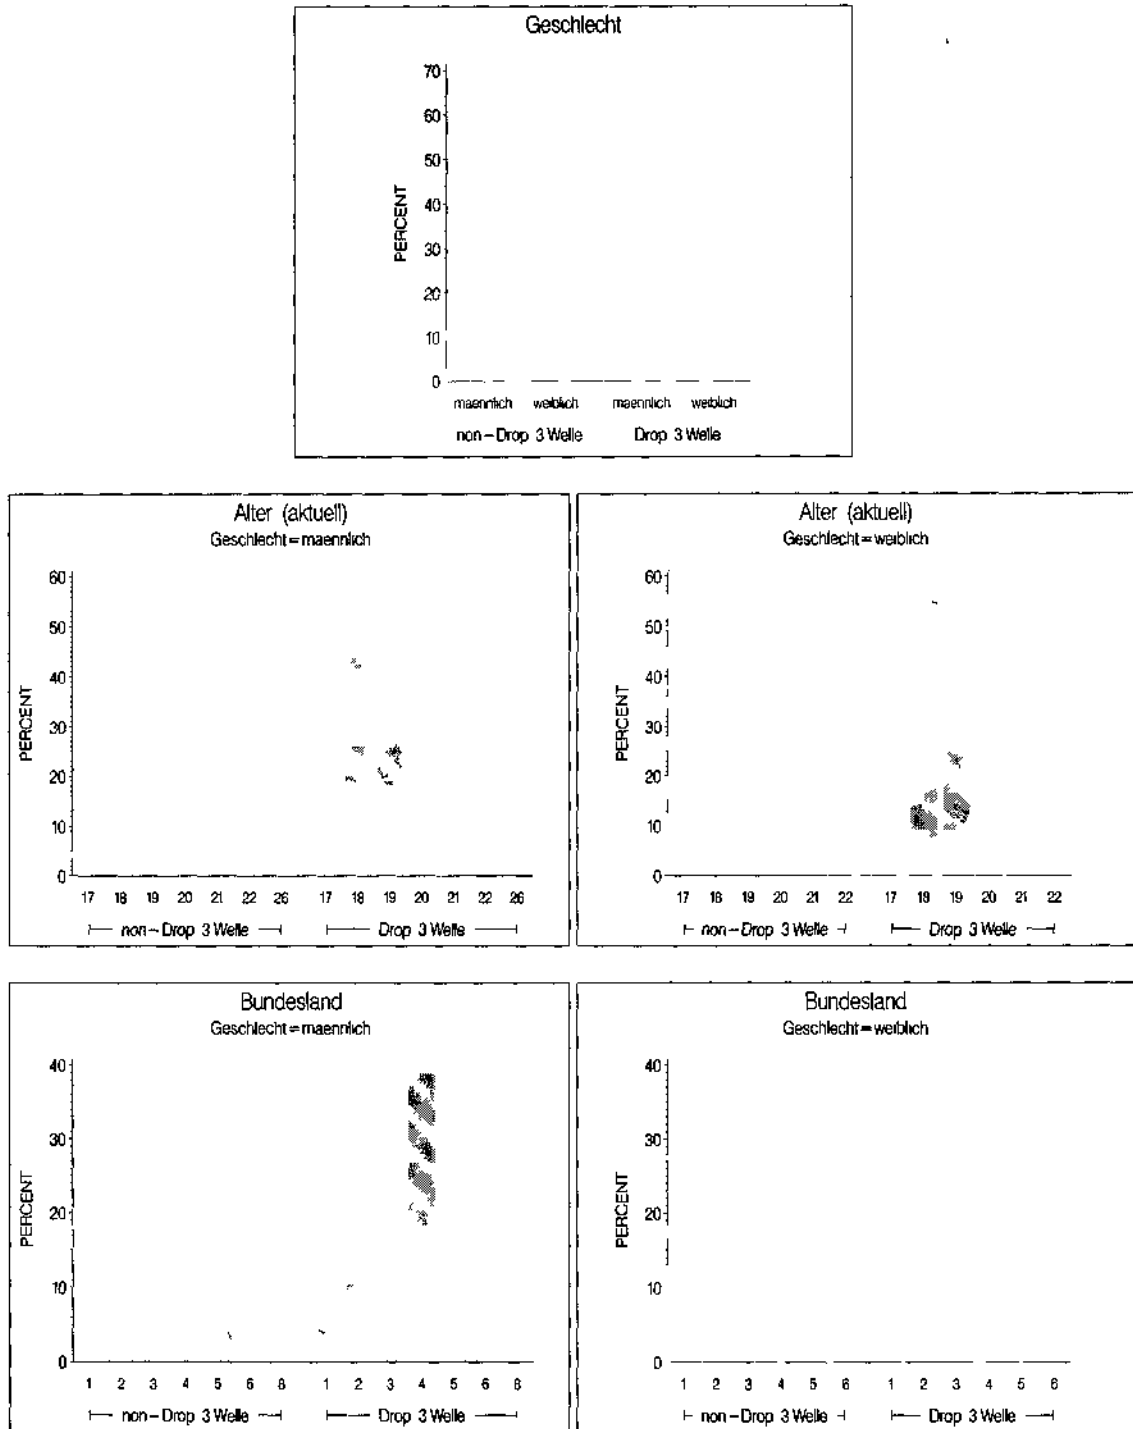 Geschlecht
70
60
50
40
30
20
10
0
PERCENT
maennlich weiblich maennlich weiblich
non-Drop 3 Welle Drop 3 Welle
Alter (aktuell)
Geschlecht=maennlich
60
50
40
30
20
10
0
PERCENT
17 18 19 20 21 22 26 17 18 19 20 21 22 26
non-Drop 3 Welle Drop 3 Welle
Alter (aktuell)
Geschlecht=weiblich
60
50
40
30
20
10
0
PERCENT
17 18 19 20 21 22 17 18 19 20 21 22
non-Drop 3 Welle Drop 3 Welle
Bundesland
Geschlecht=maennlich
40
30
20
10
0
PERCENT
1 2 3 4 5 6 8 1 2 3 4 5 6 8
non-Drop 3 Welle Drop 3 Welle
Bundesland
Geschlecht=weiblich
40
30
20
10
0
PERCENT
1 2 3 4 5 6 1 2 3 4 5 6
non-Drop 3 Welle Drop 3 Welle